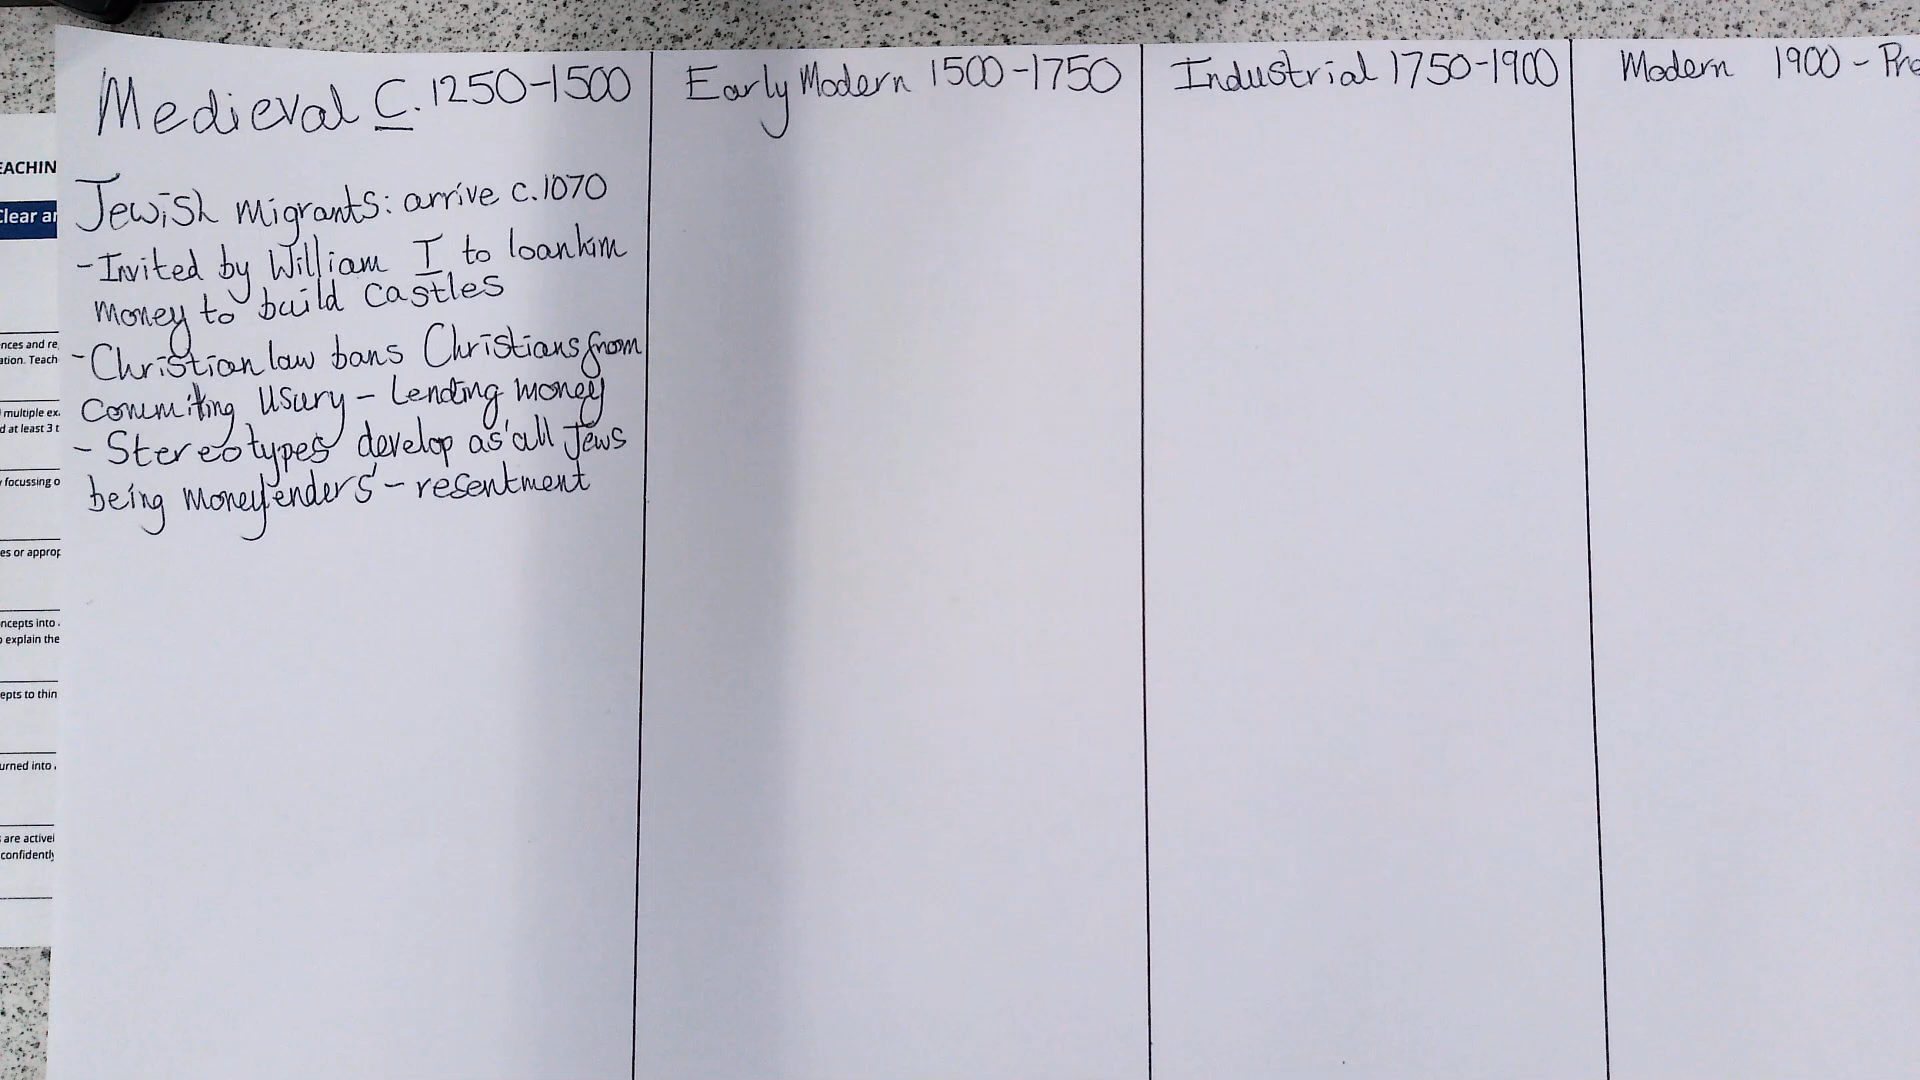 Medieval C. 1250-1500
Jewish Migrants: arrive c.1070
- Invited by William I to loan him
money to build castles
- Christian law bans Christians from
commiting Usury - Lending money
- Stereotypes develop as 'all Jews
being moneylenders' - resentment
Early Modern 1500-1750
Industrial 1750-1900
Modern 1900 - Pre
EACHIN
Clear ar
nces and re
ation. Teach
multiple ex
d at least 3 t
focussing o
es or approp
ncepts into
explain the
epts to thin
urned into
are activel
confidently